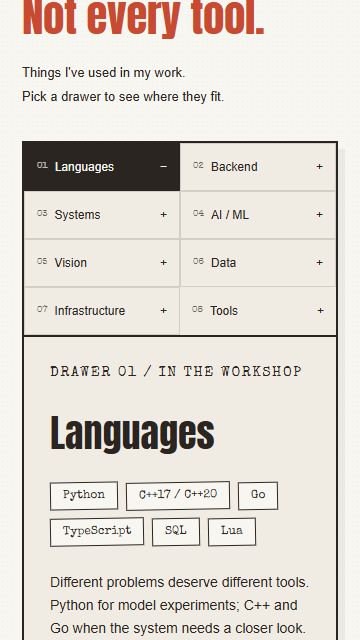 Not every tool.
Things I've used in my work.
Pick a drawer to see where they fit.
01 Languages − 02 Backend +
03 Systems + 04 AI / ML +
05 Vision + 06 Data +
07 Infrastructure + 08 Tools +
DRAWER 01 / IN THE WORKSHOP
Languages
Python C++17 / C++20 Go
TypeScript SQL Lua
Different problems deserve different tools.
Python for model experiments; C++ and
Go when the system needs a closer look.